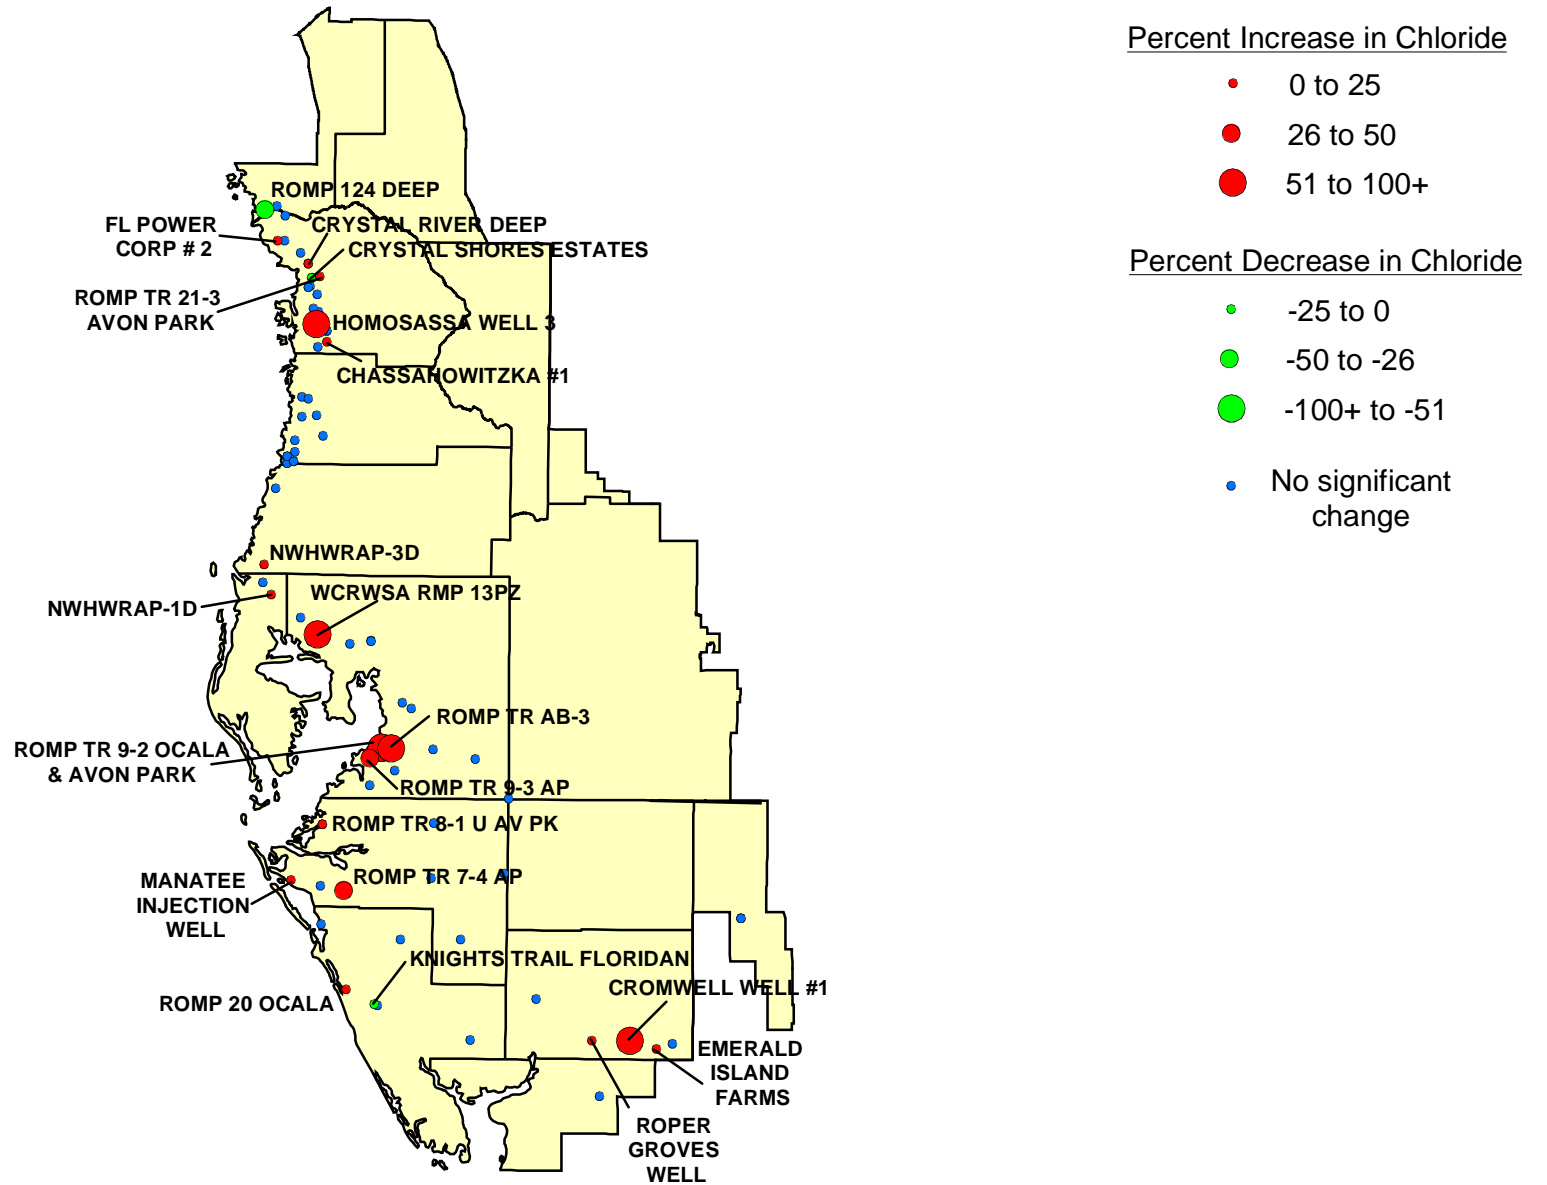 Percent Increase in Chloride
0 to 25
26 to 50
51 to 100+
Percent Decrease in Chloride
-25 to 0
-50 to -26
-100+ to -51
No significant
change
ROMP 124 DEEP
FL POWER
CORP # 2
CRYSTAL RIVER DEEP
CRYSTAL SHORES ESTATES
ROMP TR 21-3
AVON PARK
HOMOSASSA WELL 3
CHASSAHOWITZKA #1
NWHWRAP-3D
WCRWSA RMP 13PZ
NWHWRAP-1D
ROMP TR AB-3
ROMP TR 9-2 OCALA
& AVON PARK
ROMP TR 9-3 AP
ROMP TR 8-1 U AV PK
ROMP TR 7-4 AP
MANATEE
INJECTION
WELL
KNIGHTS TRAIL FLORIDAN
CROMWELL WELL #1
ROMP 20 OCALA
EMERALD
ISLAND
FARMS
ROPER
GROVES
WELL